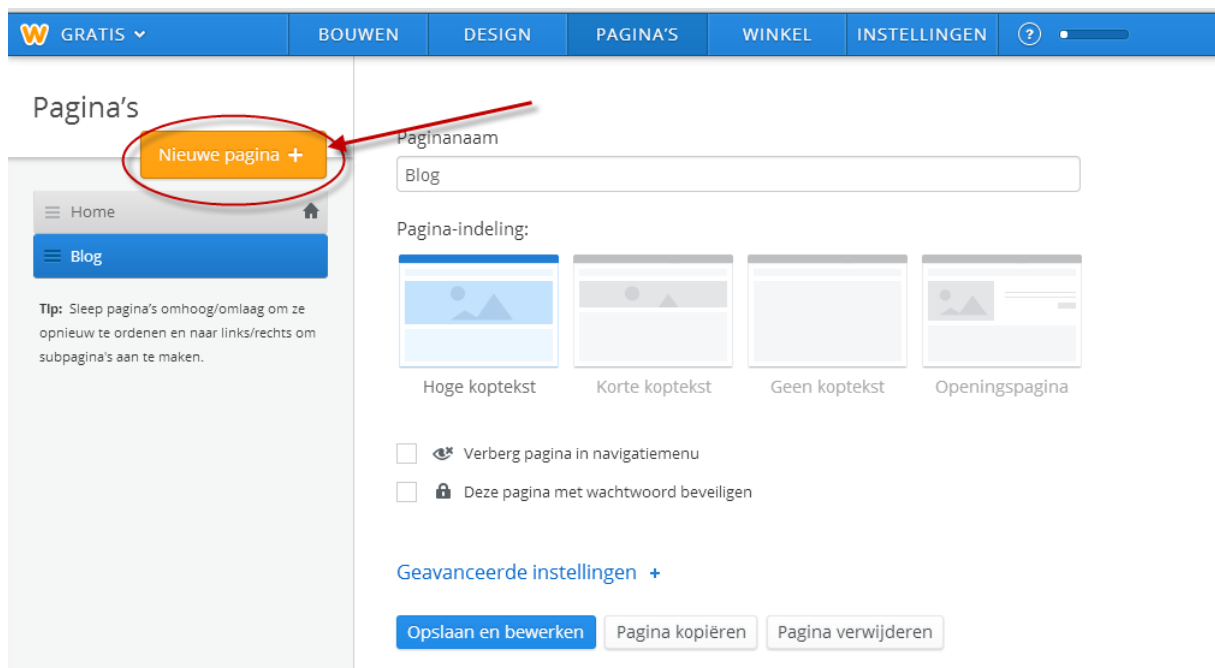 GRATIS
BOUWEN
DESIGN
PAGINA'S
WINKEL
INSTELLINGEN
?
Pagina's
Nieuwe pagina +
Home
Blog
Tip: Sleep pagina's omhoog/omlaag om ze
opnieuw te ordenen en naar links/rechts om
subpagina's aan te maken.
Paginanaam
Blog
Pagina-indeling:
Hoge koptekst
Korte koptekst
Geen koptekst
Openingspagina
Verberg pagina in navigatiemenu
Deze pagina met wachtwoord beveiligen
Geavanceerde instellingen +
Opslaan en bewerken
Pagina kopiëren
Pagina verwijderen